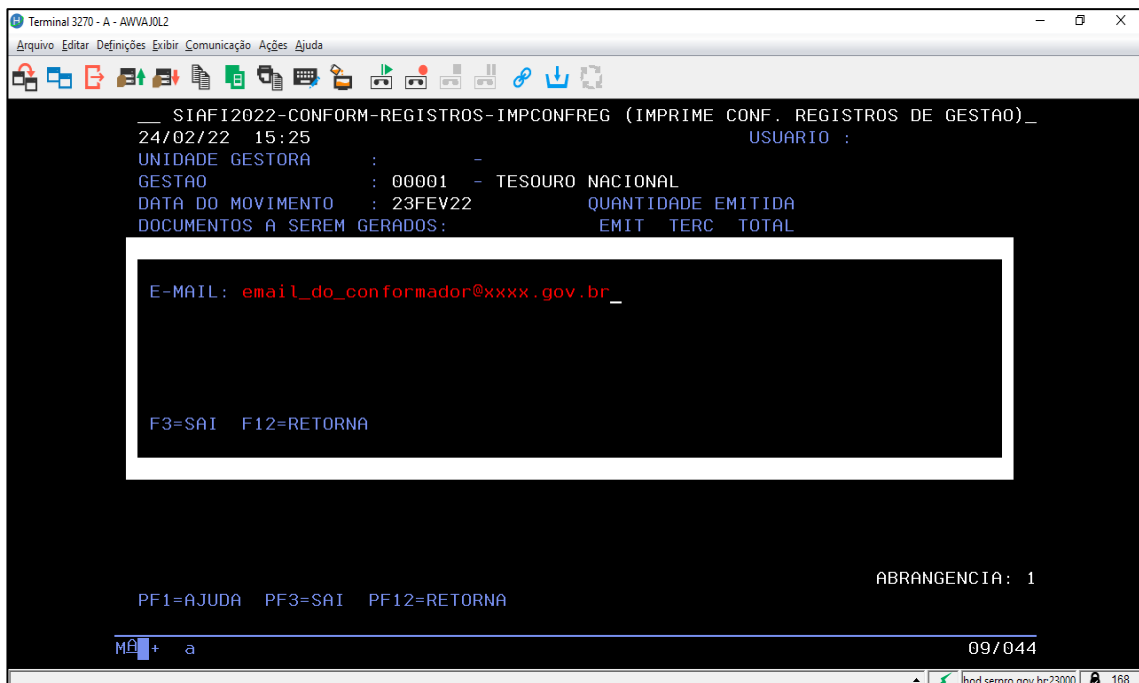 Terminal 3270 - A - AWVAJ0L2
Arquivo Editar Definições Exibir Comunicação Ações Ajuda
__ SIAFI2022-CONFORM-REGISTROS-IMPCONFREG (IMPRIME CONF. REGISTROS DE GESTAO)_
24/02/22 15:25 USUARIO :
UNIDADE GESTORA : -
GESTAO : 00001 - TESOURO NACIONAL
DATA DO MOVIMENTO : 23FEV22 QUANTIDADE EMITIDA
DOCUMENTOS A SEREM GERADOS: EMIT TERC TOTAL
E-MAIL: email_do_conformador@xxxx.gov.br_
F3=SAI F12=RETORNA
ABRANGENCIA: 1
PF1=AJUDA PF3=SAI PF12=RETORNA
MA + a 09/044
hod.serpro.gov.br:23000 168